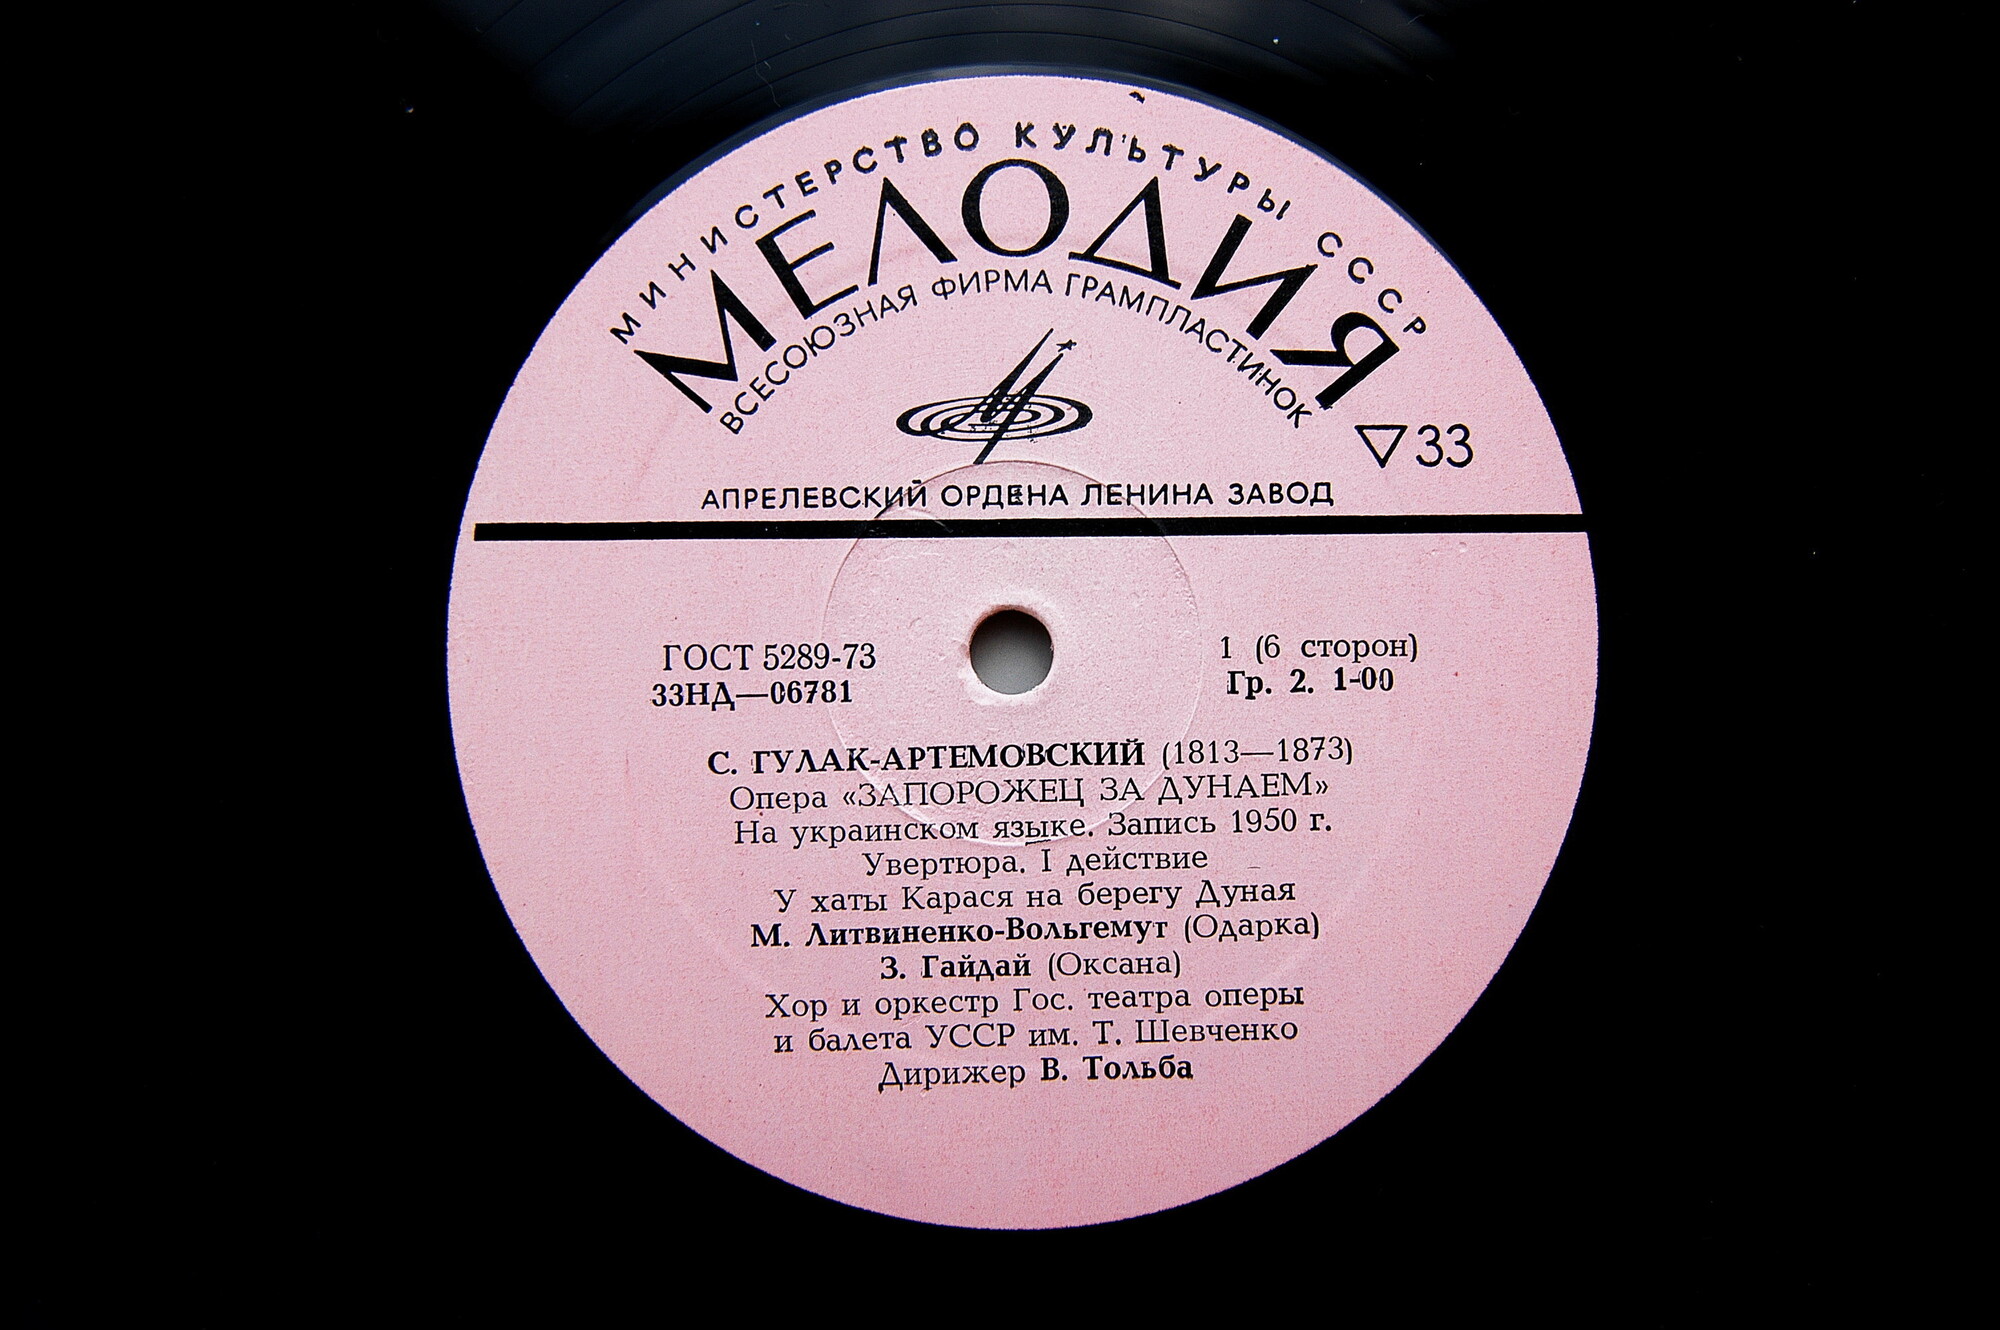 МИНИСТЕРСТВО КУЛЬТУРЫ СССР
МЕЛОДИЯ
ВСЕСОЮЗНАЯ ФИРМА ГРАМПЛАСТИНОК
▽33
АПРЕЛЕВСКИЙ ОРДЕНА ЛЕНИНА ЗАВОД
ГОСТ 5289-73
33НД—06781
1 (6 сторон)
Гр. 2. 1-00
С. ГУЛАК-АРТЕМОВСКИЙ (1813—1873)
Опера «ЗАПОРОЖЕЦ ЗА ДУНАЕМ»
На украинском языке. Запись 1950 г.
Увертюра. I действие
У хаты Карася на берегу Дуная
М. Литвиненко-Вольгемут (Одарка)
З. Гайдай (Оксана)
Хор и оркестр Гос. театра оперы
и балета УССР им. Т. Шевченко
Дирижер В. Тольба